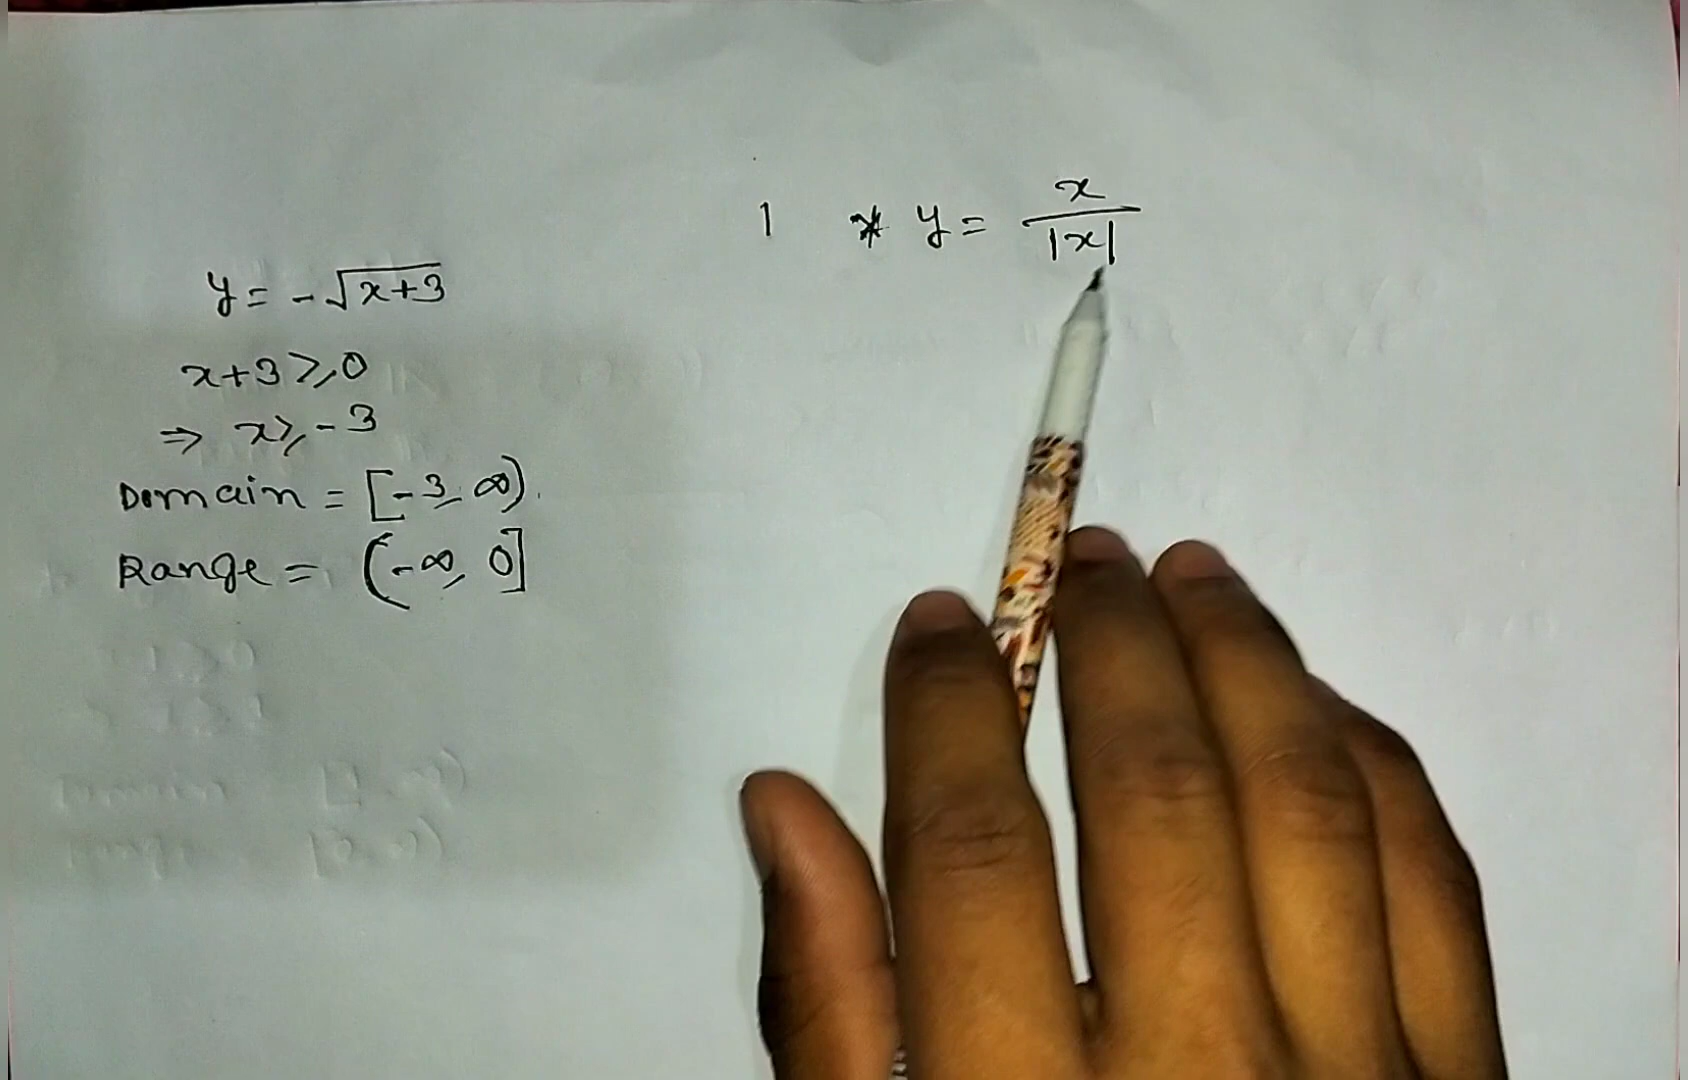 y = -√x+3
x+3 ≥ 0
⇒ x ≥ -3
Domain = [-3, ∞).
Range = (-∞, 0]
1 * y = x/|x|